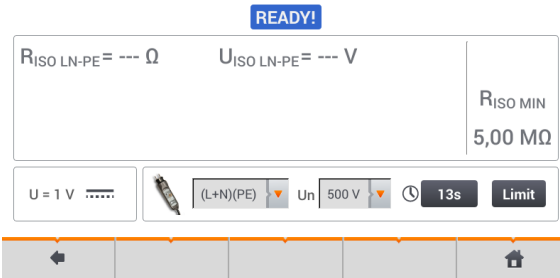 READY!
RISO LN-PE= --- Ω UISO LN-PE= --- V
RISO MIN
5,00 MΩ
U = 1 V (L+N)(PE) Un 500 V 13s Limit